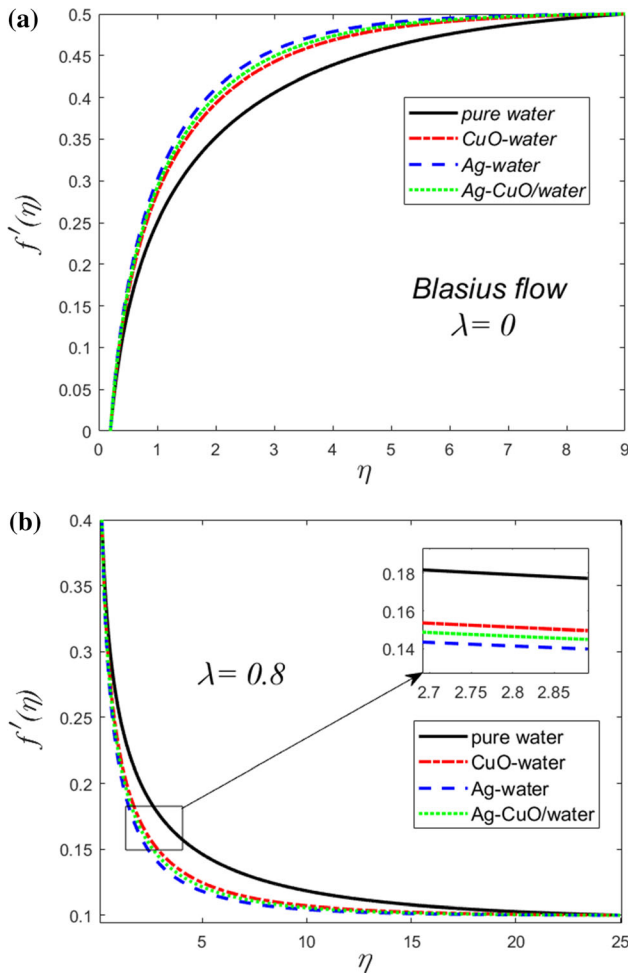 (a)
0.5
0.45
0.4
0.35
0.3
0.25
0.2
0.15
0.1
0.05
0
f'(η)
pure water
CuO-water
Ag-water
Ag-CuO/water
Blasius flow
λ= 0
0 1 2 3 4 5 6 7 8 9
η
(b)
0.4
0.3
0.25
0.2
0.15
0.1
f'(η)
λ= 0.8
0.18
0.16
0.14
2.7 2.75 2.8 2.85
pure water
CuO-water
Ag-water
Ag-CuO/water
5 10 15 20 25
η